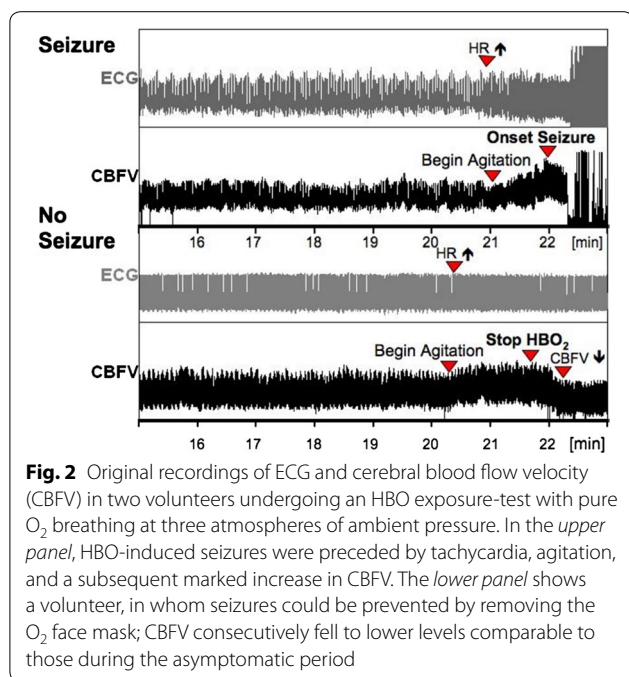 Seizure
HR ↑
ECG
Onset Seizure
Begin Agitation
CBFV
No
Seizure
16 17 18 19 20 21 22 [min]
HR ↑
ECG
Stop HBO2
Begin Agitation
CBFV ↓
CBFV
16 17 18 19 20 21 22 [min]
Fig. 2 Original recordings of ECG and cerebral blood flow velocity
(CBFV) in two volunteers undergoing an HBO exposure-test with pure
O2 breathing at three atmospheres of ambient pressure. In the upper
panel, HBO-induced seizures were preceded by tachycardia, agitation,
and a subsequent marked increase in CBFV. The lower panel shows
a volunteer, in whom seizures could be prevented by removing the
O2 face mask; CBFV consecutively fell to lower levels comparable to
those during the asymptomatic period